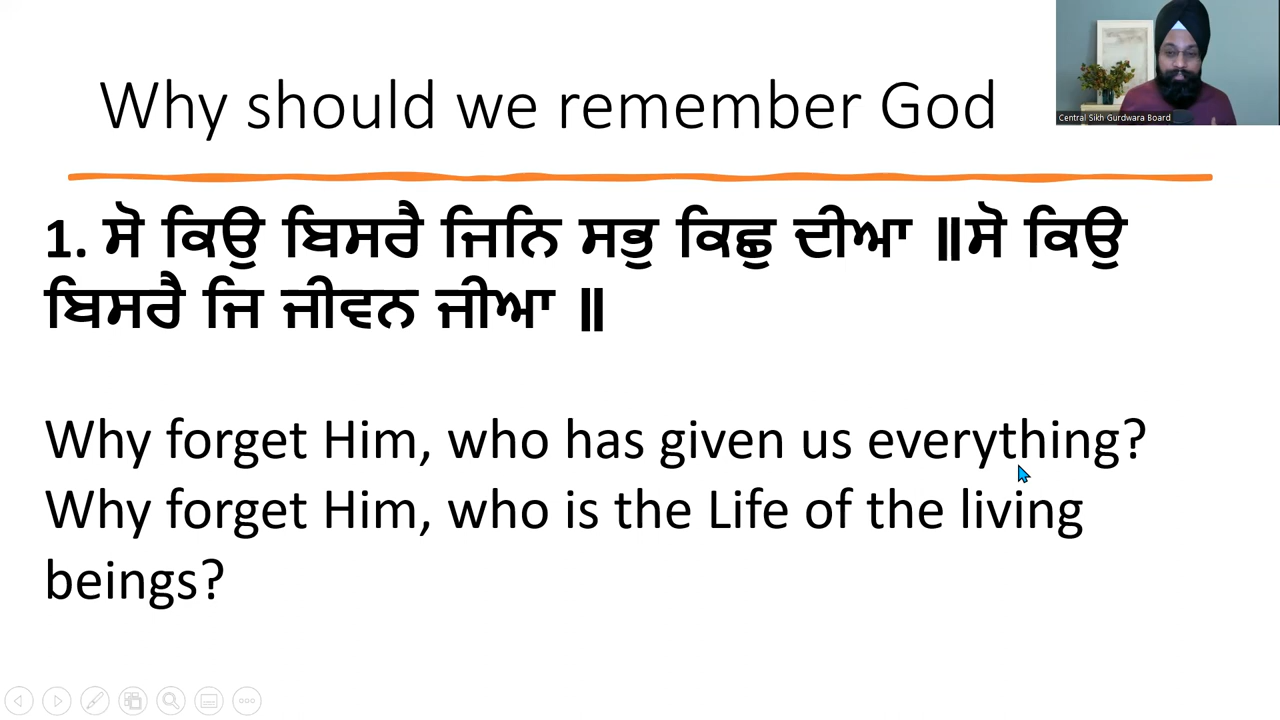 Why should we remember God
Central Sikh Gurdwara Board
1. ਸੋ ਕਿਉ ਬਿਸਰੈ ਜਿਨਿ ਸਭੁ ਕਿਛੁ ਦੀਆ ॥ਸੋ ਕਿਉ
ਬਿਸਰੈ ਜਿ ਜੀਵਨ ਜੀਆ ॥
Why forget Him, who has given us everything?
Why forget Him, who is the Life of the living
beings?